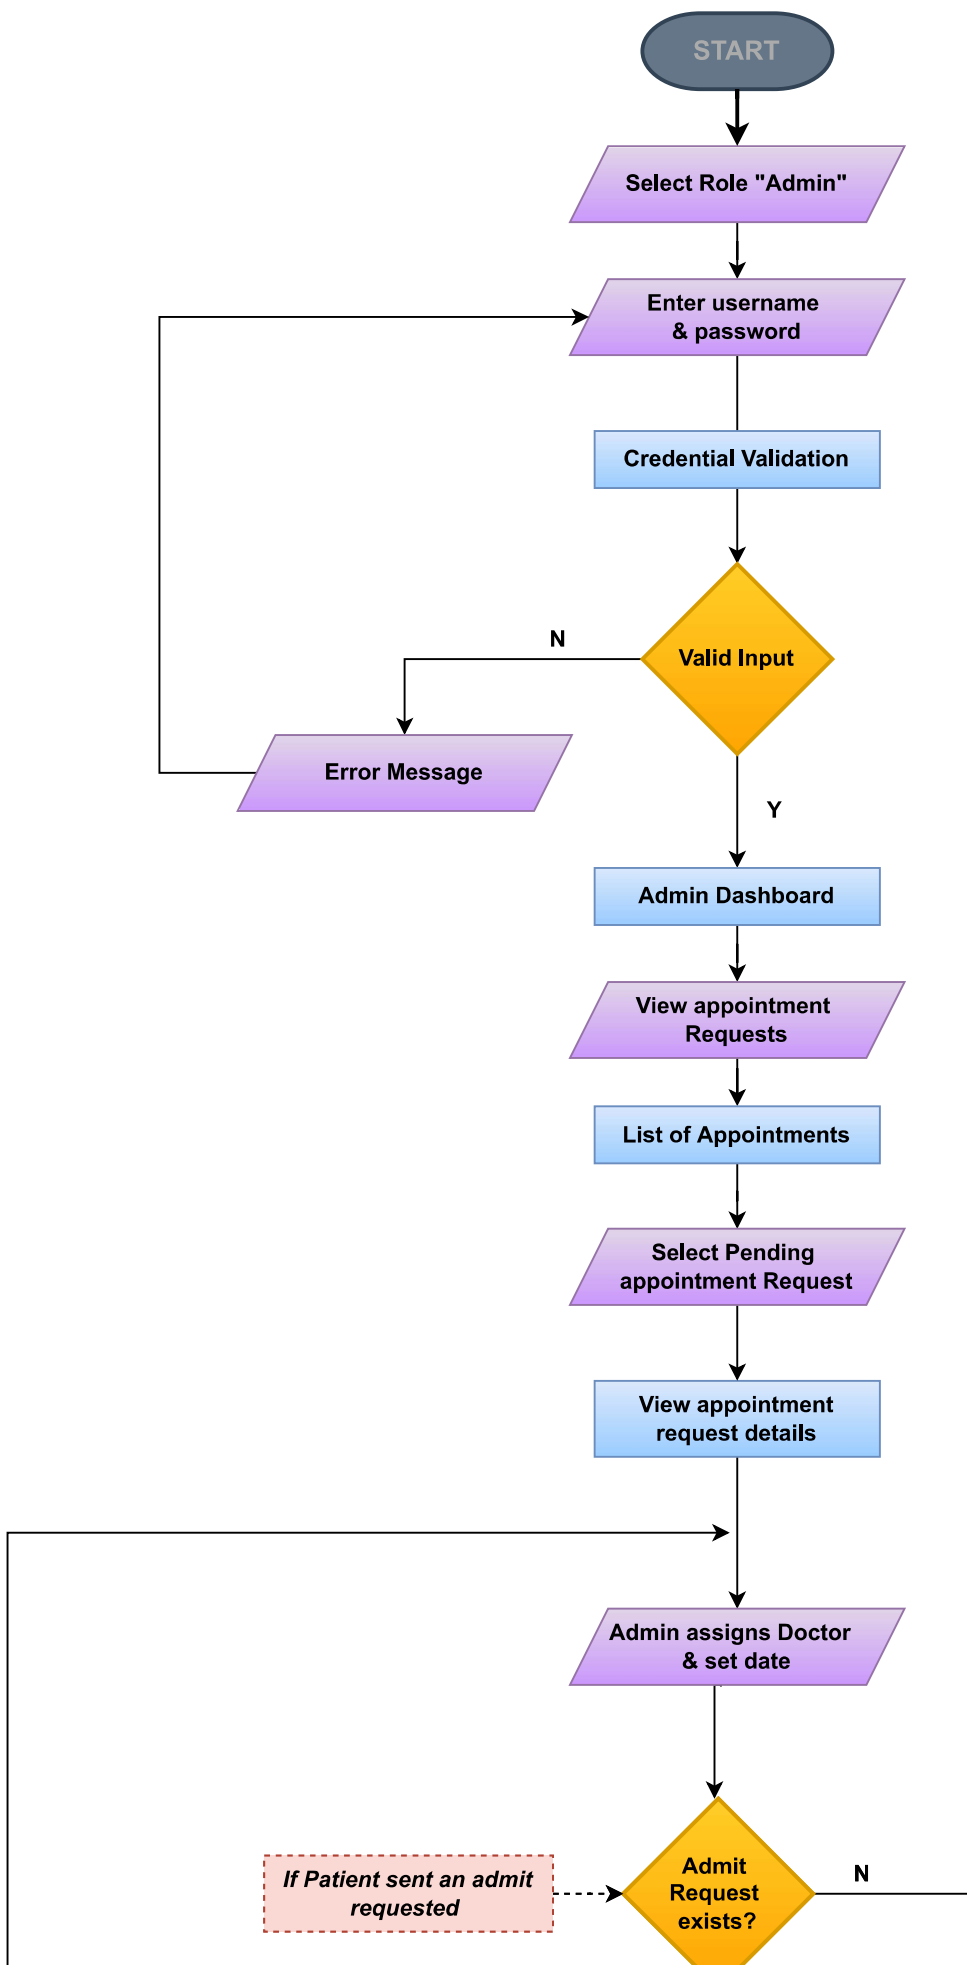 START
Select Role "Admin"
Enter username
& password
Credential Validation
Valid Input
N
Error Message
Y
Admin Dashboard
View appointment
Requests
List of Appointments
Select Pending
appointment Request
View appointment
request details
Admin assigns Doctor
& set date
If Patient sent an admit
requested
Admit
Request
exists?
N